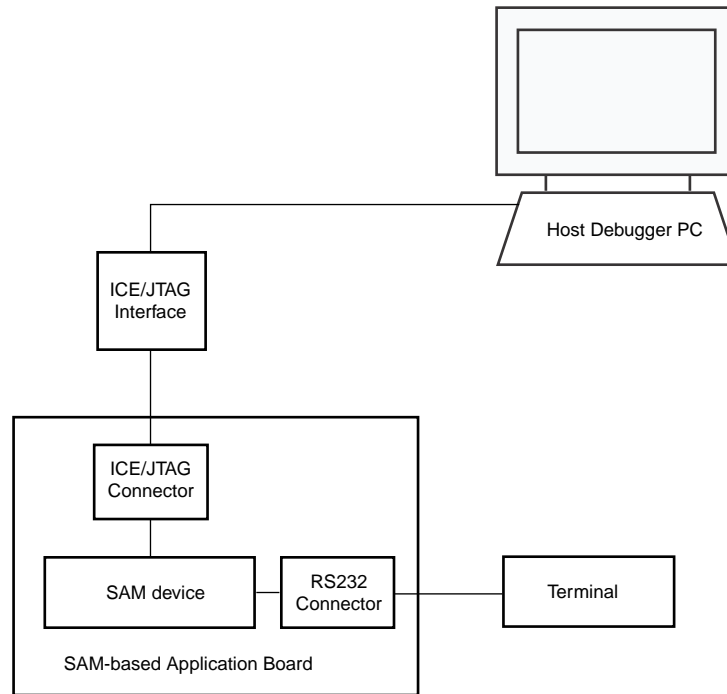 Host Debugger PC
ICE/JTAG
Interface
ICE/JTAG
Connector
SAM device
RS232
Connector
Terminal
SAM-based Application Board